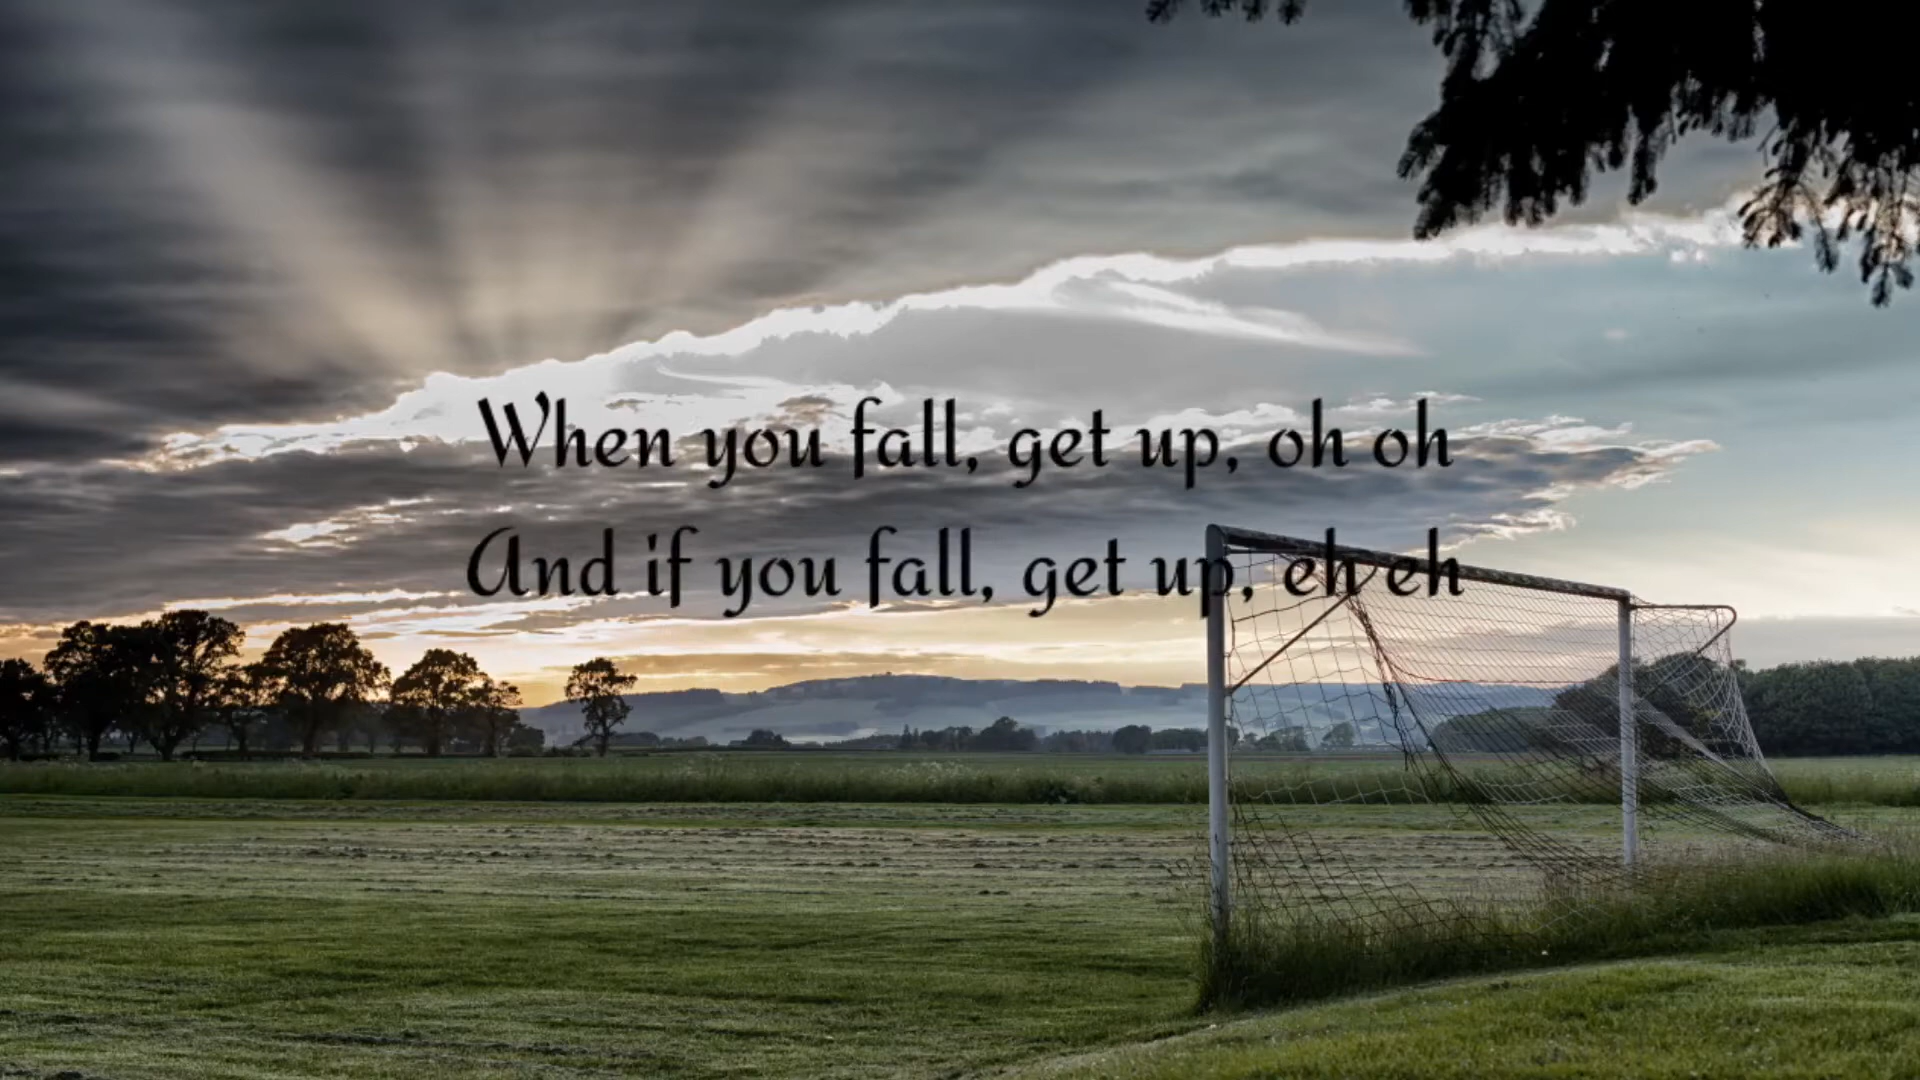 When you fall, get up, oh oh
And if you fall, get up, eh eh